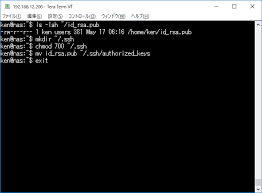 192.168.12.200 - Tera Term VT
ファイル(F) 編集(E) 設定(S) コントロール(O) ウィンドウ(W) ヘルプ(H)
ken@nas:~$ ls -lah ~/id_rsa.pub
-rw-r--r-- 1 ken users 381 May 17 06:16 /home/ken/id_rsa.pub
ken@nas:~$ mkdir ~/.ssh
ken@nas:~$ chmod 700 ~/.ssh
ken@nas:~$ mv id_rsa.pub ~/.ssh/authorized_keys
ken@nas:~$ exit